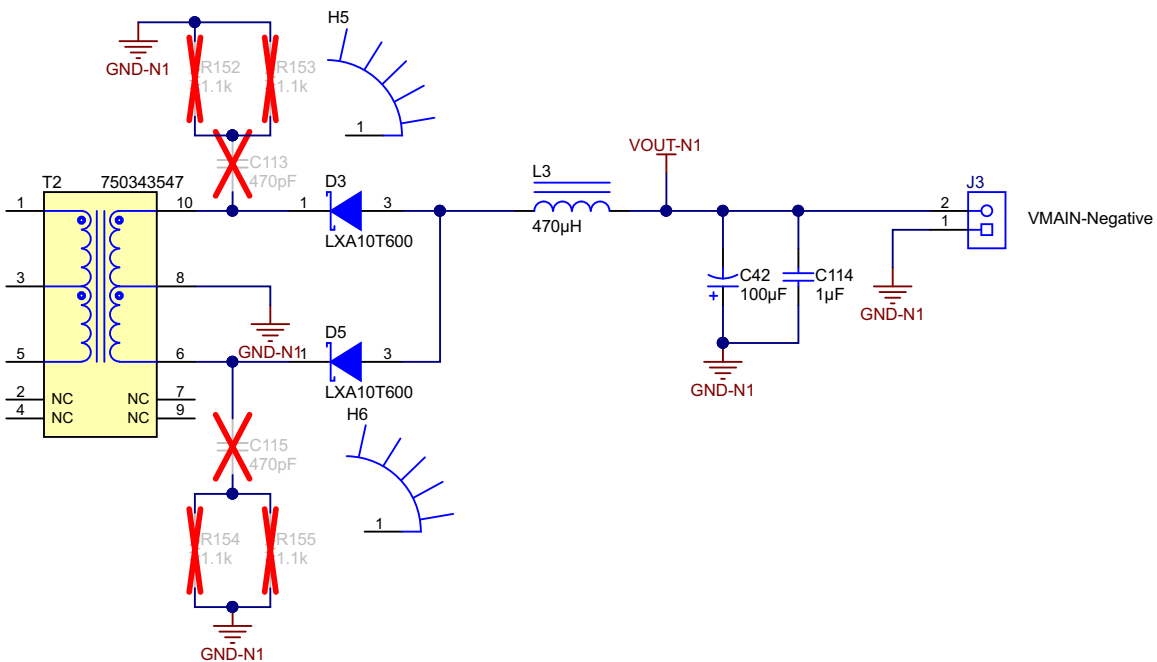 H5
GND-N1
R152
1.1k
R153
1.1k
1
C113
470pF
VOUT-N1
T2
750343547
D3
L3
J3
1
10
1
3
2
LXA10T600
470µH
1
VMAIN-Negative
3
8
C42
100µF
+
C114
1µF
GND-N1
GND-N1
D5
5
6
1
3
GND-N1
LXA10T600
2
NC
NC
7
4
NC
NC
9
H6
C115
470pF
1
R154
1.1k
R155
1.1k
GND-N1